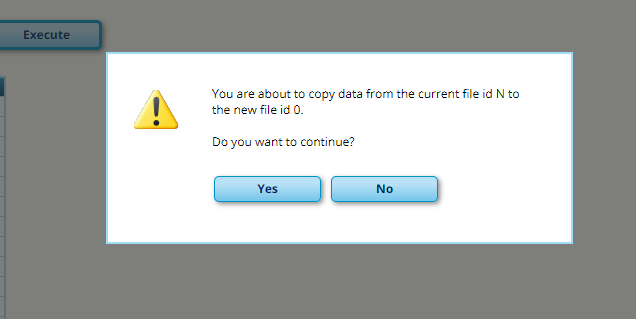 Execute
You are about to copy data from the current file id N to
the new file id 0.
Do you want to continue?
Yes
No